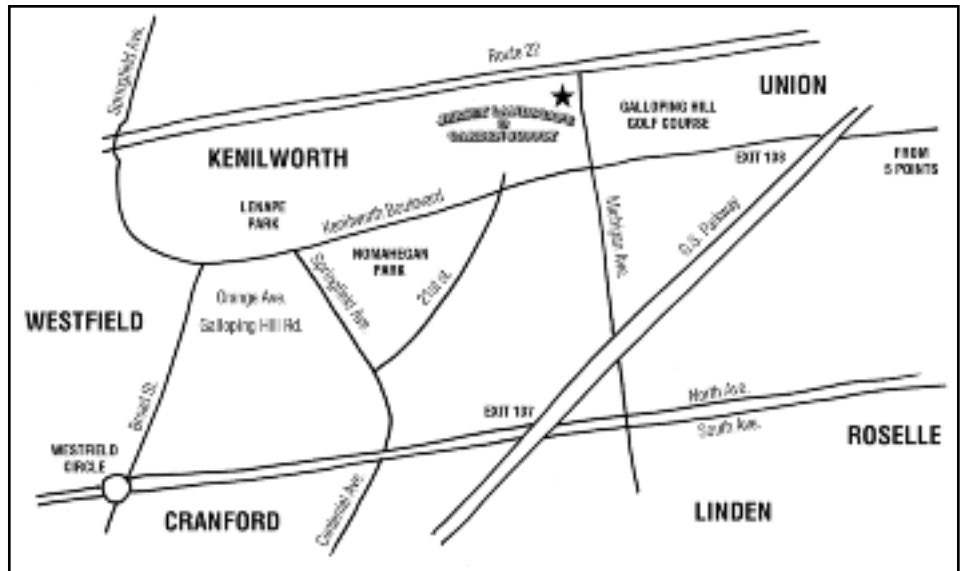 Springfield Ave.
Route 22
UNION
GALLOPING HILL
GOLF COURSE
KENILWORTH
EXIT 138
FROM
5 POINTS
LENAPE
PARK
Kenilworth Boulevard
NOMAHEGAN
PARK
Michigan Ave.
G.S. Parkway
Springfield Ave.
21st st.
Orange Ave.
Galloping Hill Rd.
WESTFIELD
Broad St.
EXIT 137
North Ave.
South Ave.
ROSELLE
WESTFIELD
CIRCLE
CRANFORD
Centennial Ave.
LINDEN